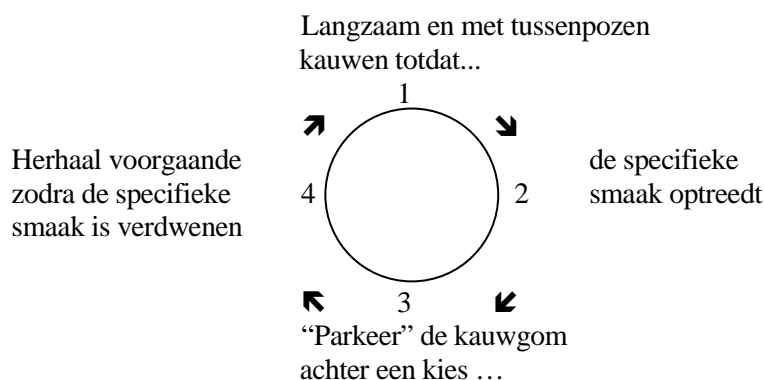 Langzaam en met tussenpozen
kauwen totdat...
1
Herhaal voorgaande
zodra de specifieke
smaak is verdwenen
4
2
de specifieke
smaak optreedt
3
“Parkeer” de kauwgom
achter een kies …